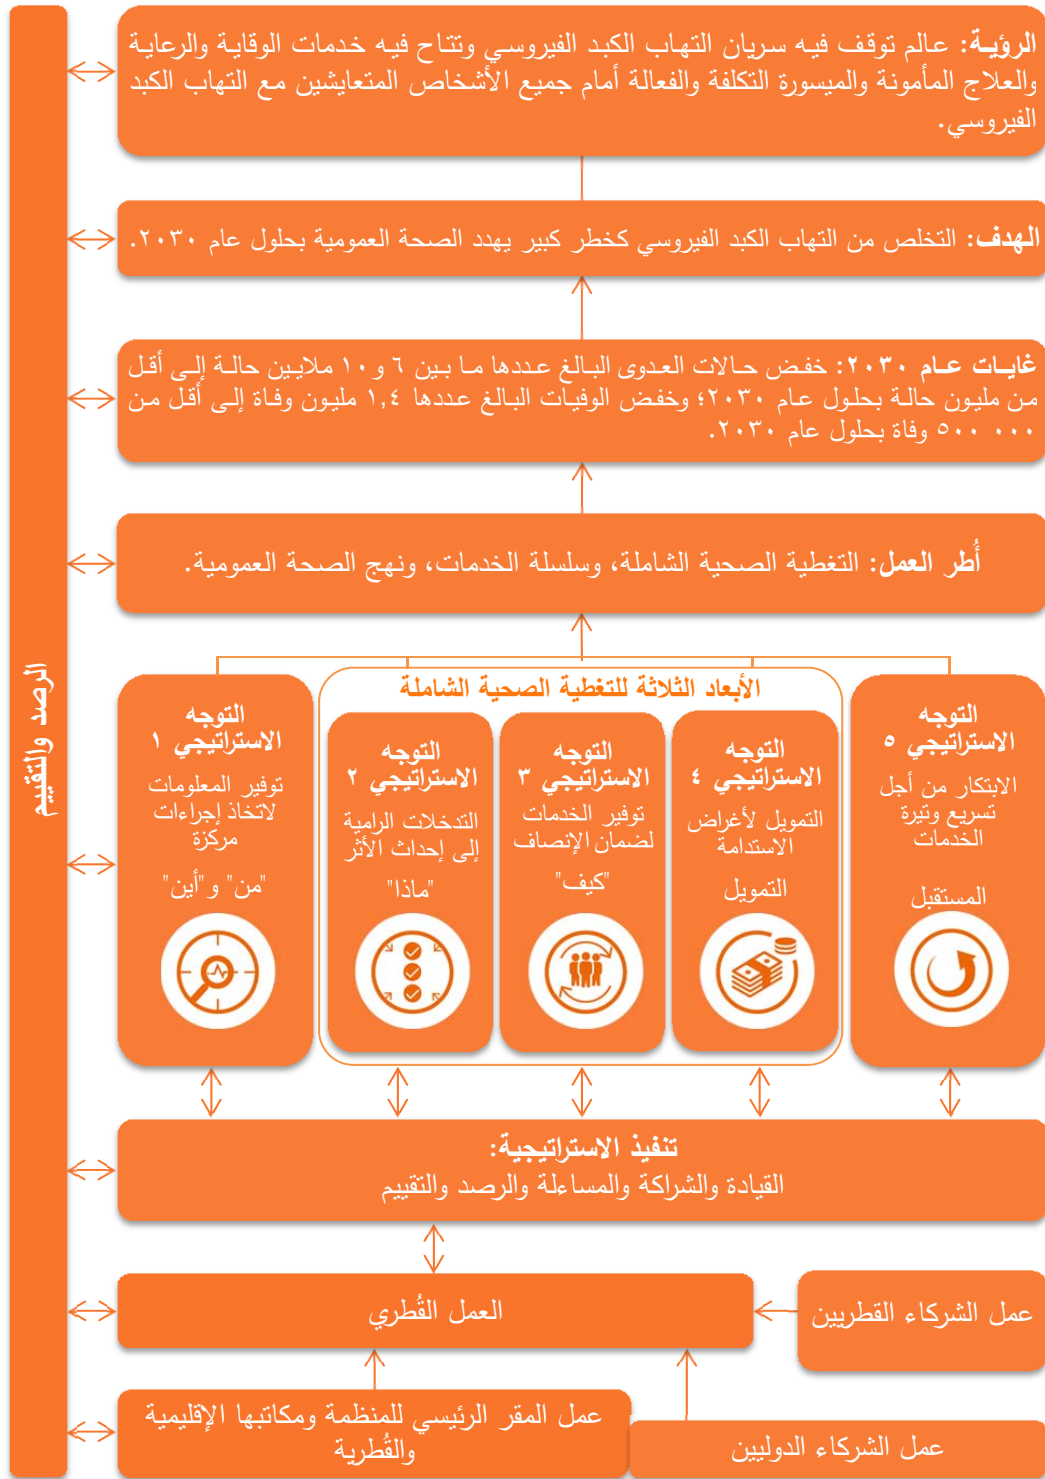 الرؤيـة: عالم توقف فيه سريان التهاب الكبد الفيروسي وتتاح فيه خدمات الوقاية والرعاية
والعلاج المأمونة والميسورة التكلفة والفعالة أمام جميع الأشخاص المتعايشين مع التهاب الكبد
الفيروسي.
الهدف: التخلص من التهاب الكبد الفيروسي كخطر كبير يهدد الصحة العمومية بحلول عام ٢٠٣٠.
غايات عام ٢٠٣٠: خفض حالات العدوى البالغ عددها ما بين ٦ و١٠ ملايين حالة إلى أقل
من مليون حالة بحلول عام ٢٠٣٠؛ وخفض الوفيات البالغ عددها ١,٤ مليون وفاة إلى أقل من
٥٠٠ ٠٠٠ وفاة بحلول عام ٢٠٣٠.
أُطر العمل: التغطية الصحية الشاملة، وسلسلة الخدمات، ونهج الصحة العمومية.
الأبعاد الثلاثة للتغطية الصحية الشاملة
التوجه
الاستراتيجي ١
توفير المعلومات
لاتخاذ إجراءات
مركزة
"من" و"أين"
التوجه
الاستراتيجي ٢
التدخلات الرامية
إلى إحداث الأثر
"ماذا"
التوجه
الاستراتيجي ٣
توفير الخدمات
لضمان الإنصاف
"كيف"
التوجه
الاستراتيجي ٤
التمويل لأغراض
الاستدامة
التمويل
التوجه
الاستراتيجي ٥
الابتكار من أجل
تسريع وتيرة
الخدمات
المستقبل
تنفيذ الاستراتيجية:
القيادة والشراكة والمساءلة والرصد والتقييم
العمل القُطري
عمل الشركاء القطريين
عمل المقر الرئيسي للمنظمة ومكاتبها الإقليمية
والقُطرية
عمل الشركاء الدوليين
الرصد والتقييم